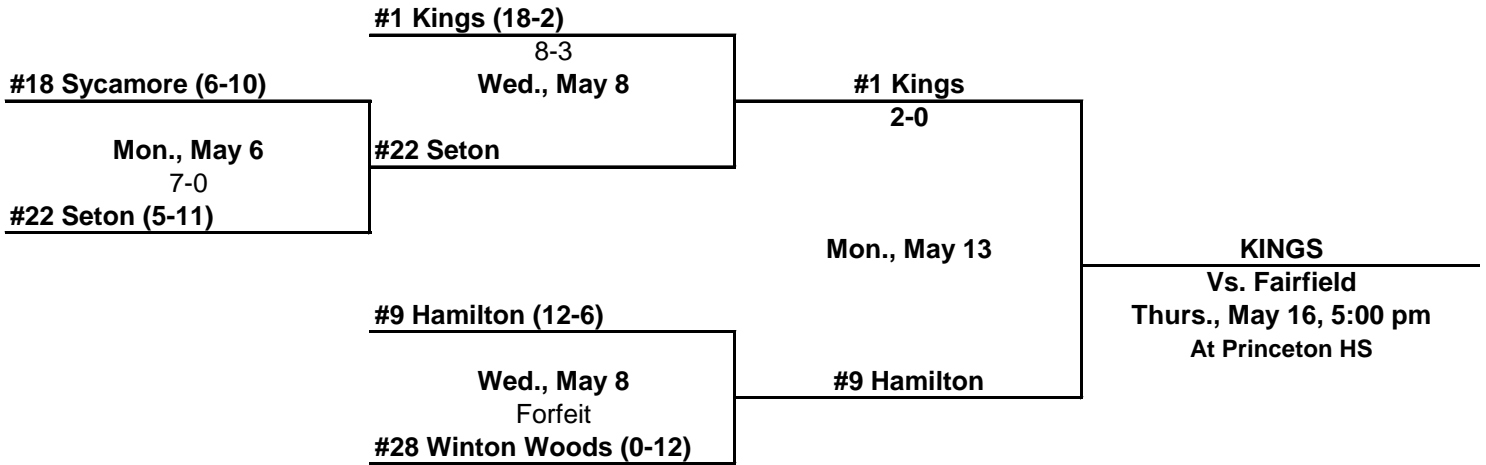 #1 Kings (18-2)
8-3
Wed., May 8
#18 Sycamore (6-10)
#1 Kings
2-0
Mon., May 6
7-0
#22 Seton
#22 Seton (5-11)
Mon., May 13
KINGS
Vs. Fairfield
Thurs., May 16, 5:00 pm
At Princeton HS
#9 Hamilton (12-6)
Wed., May 8
Forfeit
#9 Hamilton
#28 Winton Woods (0-12)